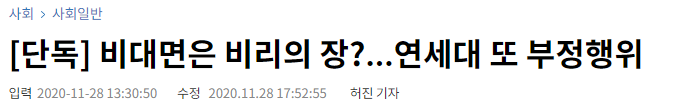 사회 > 사회일반
[단독] 비대면은 비리의 장?...연세대 또 부정행위
입력 2020-11-28 13:30:50 수정 2020.11.28 17:52:55 허진 기자